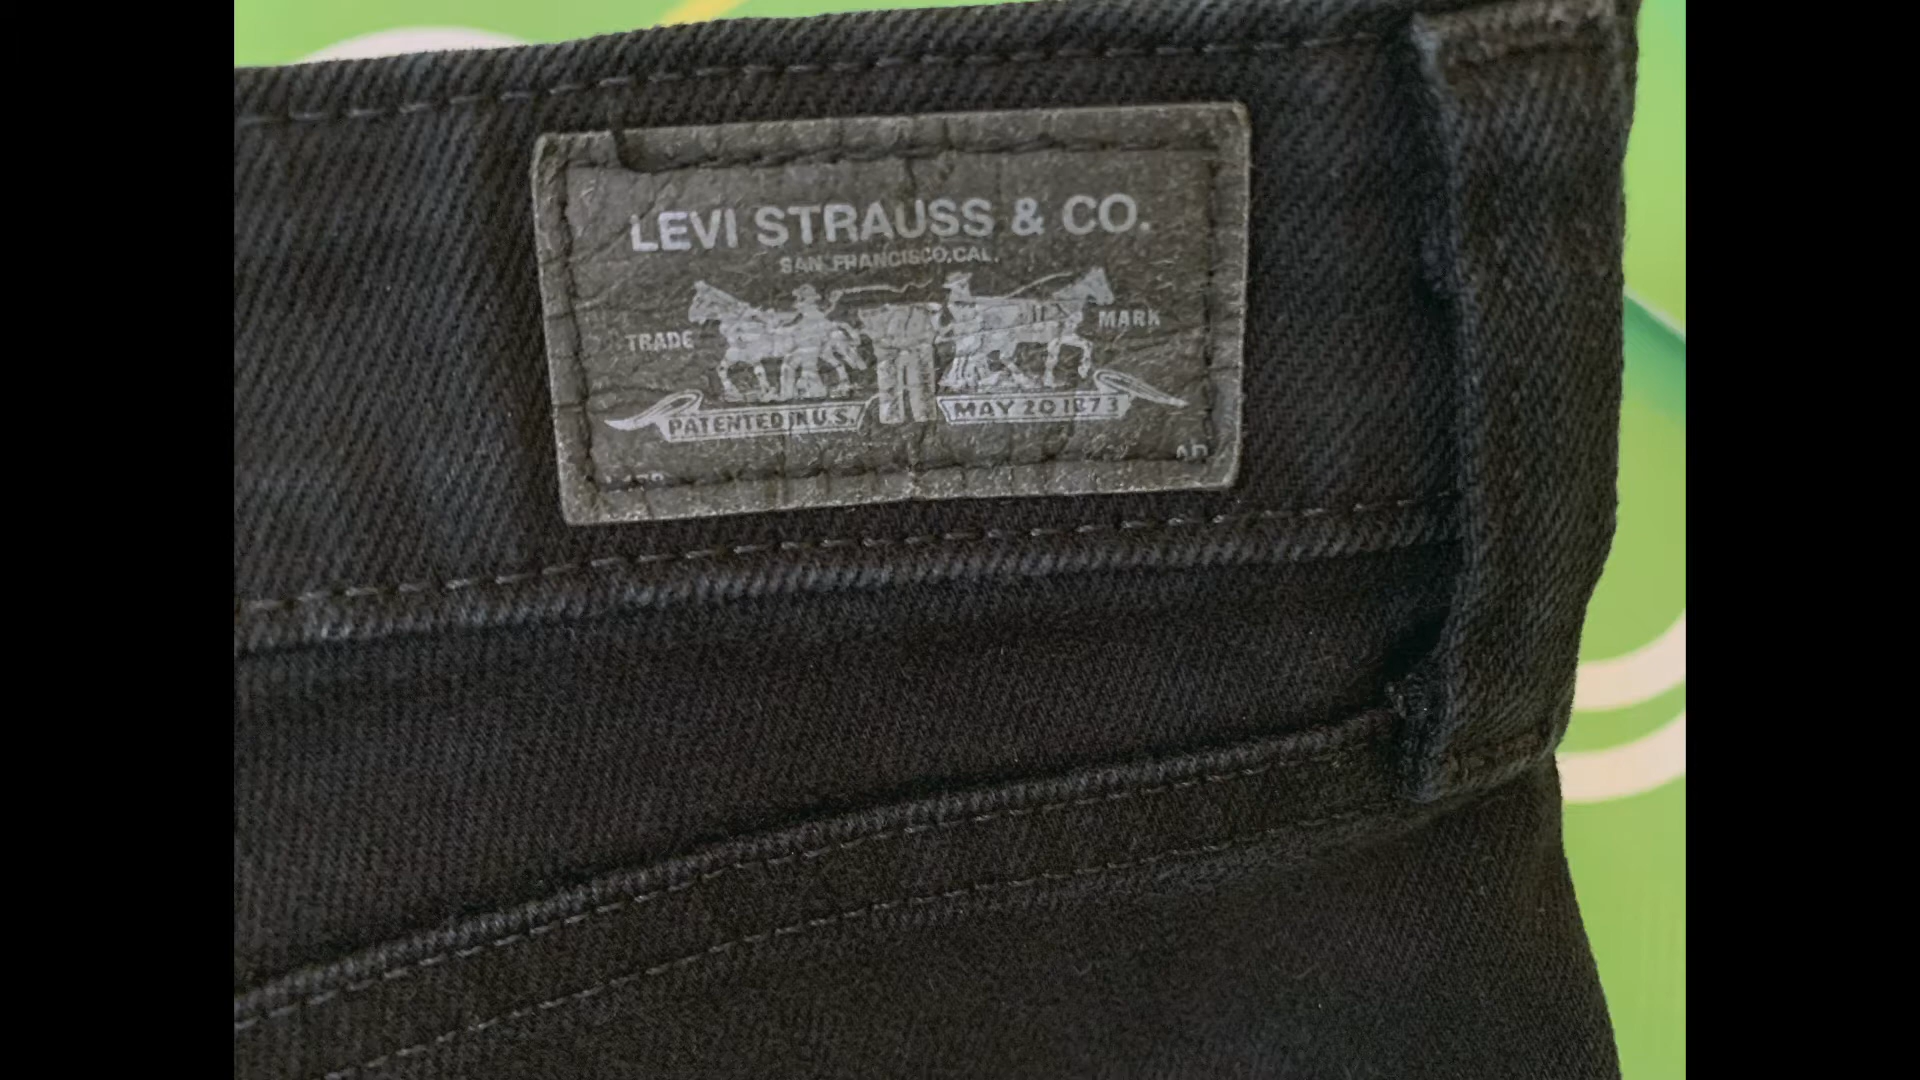 LEVI STRAUSS & CO.
SAN FRANCISCO, CAL.
TRADE MARK
PATENTED IN U.S. MAY 20 1873